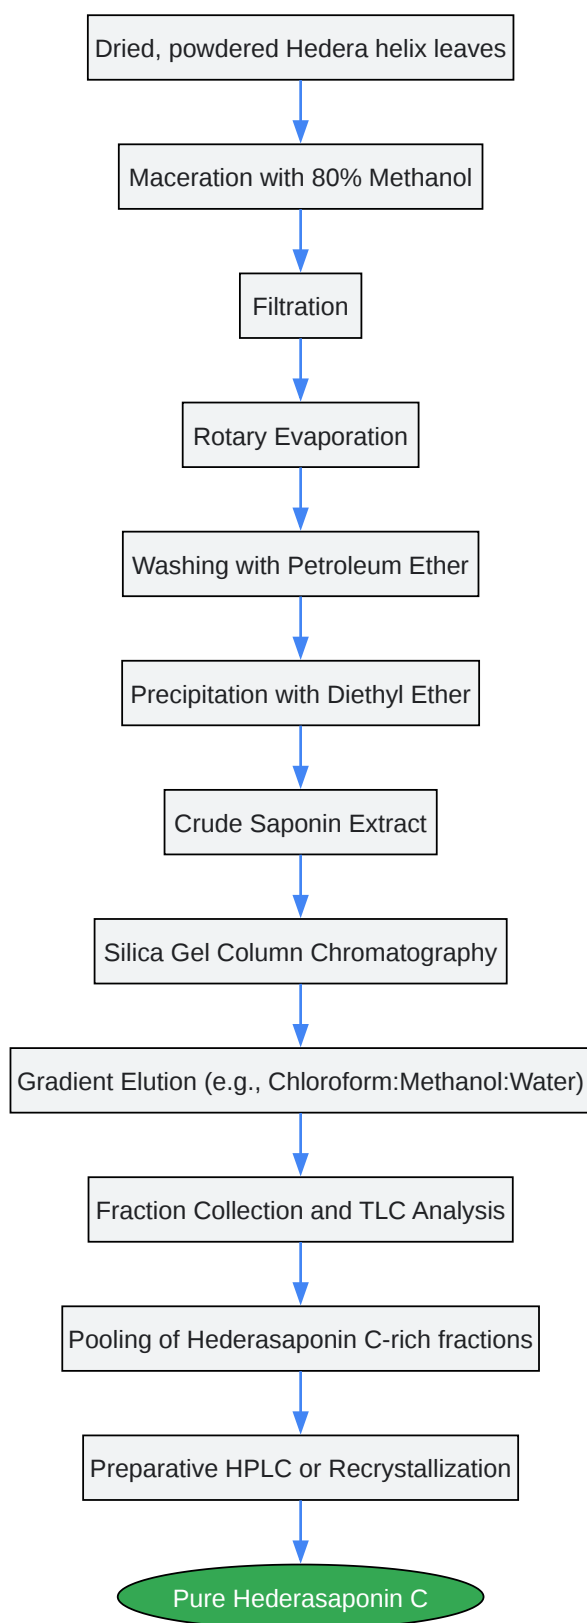 Dried, powdered Hedera helix leaves
Maceration with 80% Methanol
Filtration
Rotary Evaporation
Washing with Petroleum Ether
Precipitation with Diethyl Ether
Crude Saponin Extract
Silica Gel Column Chromatography
Gradient Elution (e.g., Chloroform:Methanol:Water)
Fraction Collection and TLC Analysis
Pooling of Hederasaponin C-rich fractions
Preparative HPLC or Recrystallization
Pure Hederasaponin C